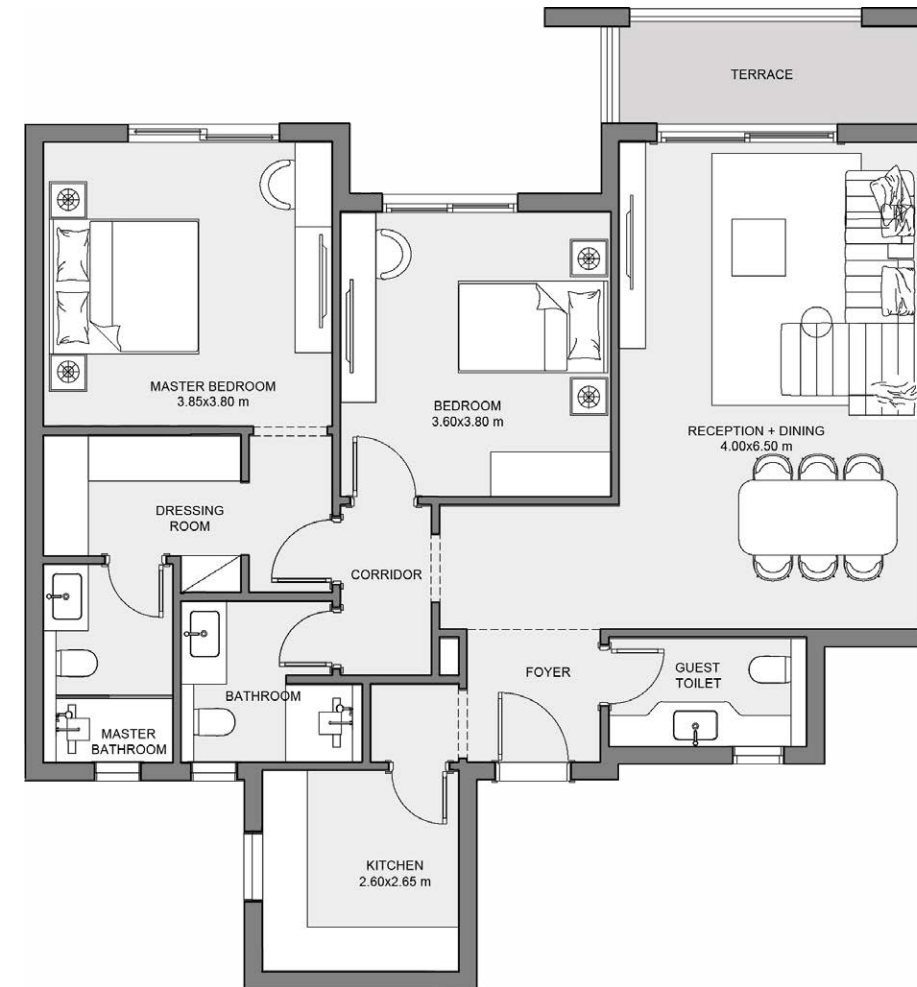 TERRACE
MASTER BEDROOM
3.85x3.80 m
BEDROOM
3.60x3.80 m
RECEPTION + DINING
4.00x6.50 m
DRESSING
ROOM
CORRIDOR
FOYER
GUEST
TOILET
BATHROOM
MASTER
BATHROOM
KITCHEN
2.60x2.65 m